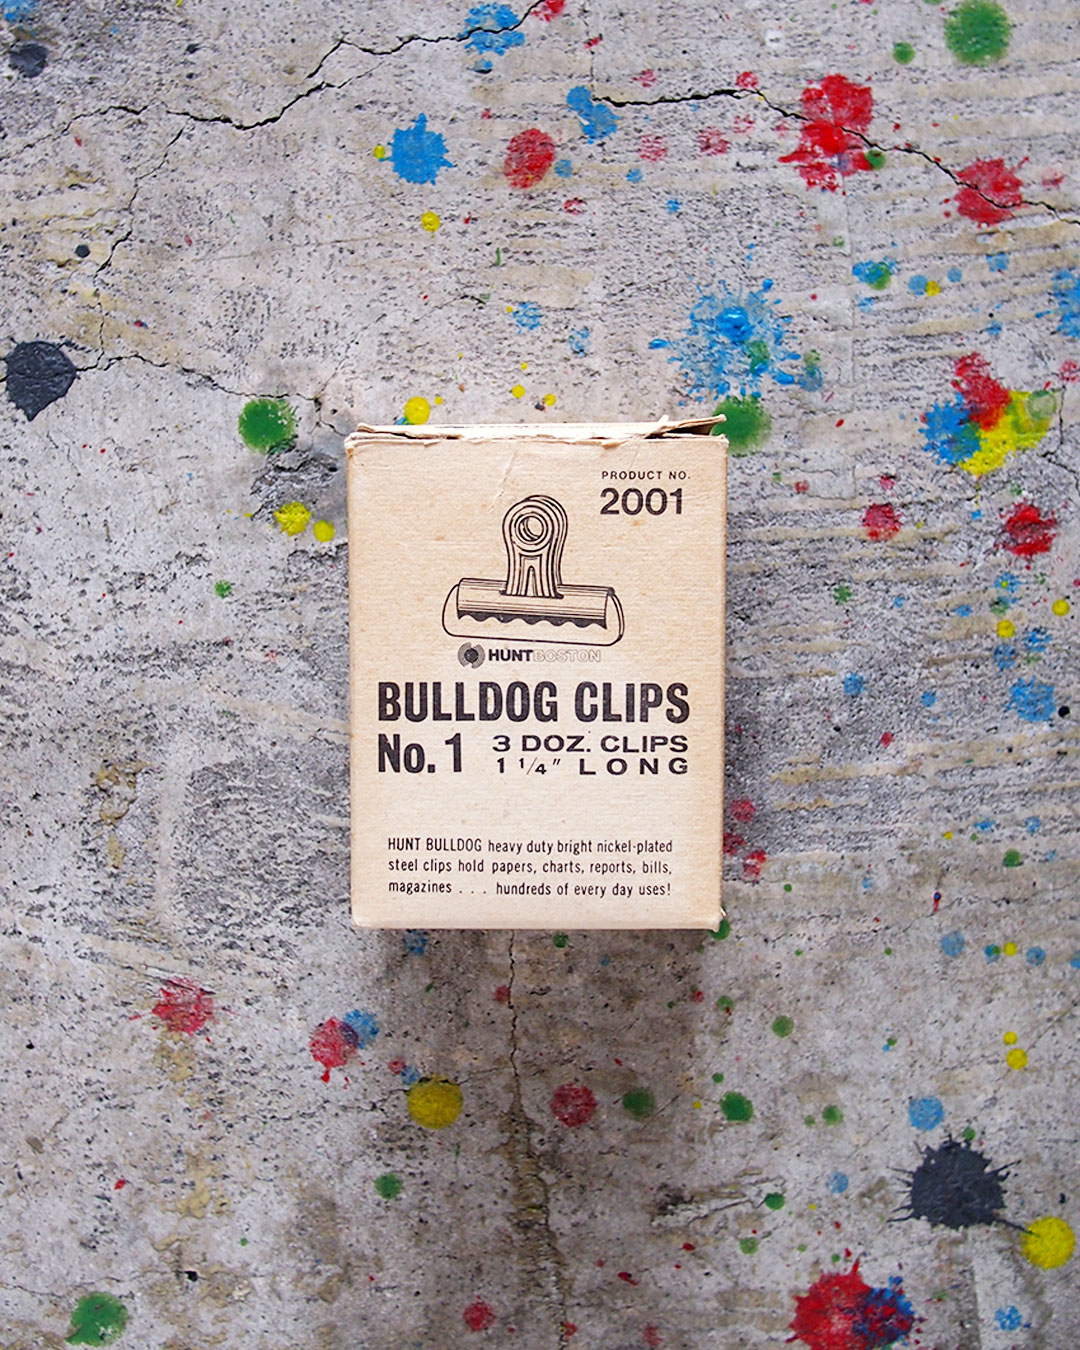 PRODUCT NO.
2001
HUNT BOSTON
BULLDOG CLIPS
No. 1
3 DOZ. CLIPS
1 1/4" LONG
HUNT BULLDOG heavy duty bright nickel-plated
steel clips hold papers, charts, reports, bills,
magazines . . . hundreds of every day uses!